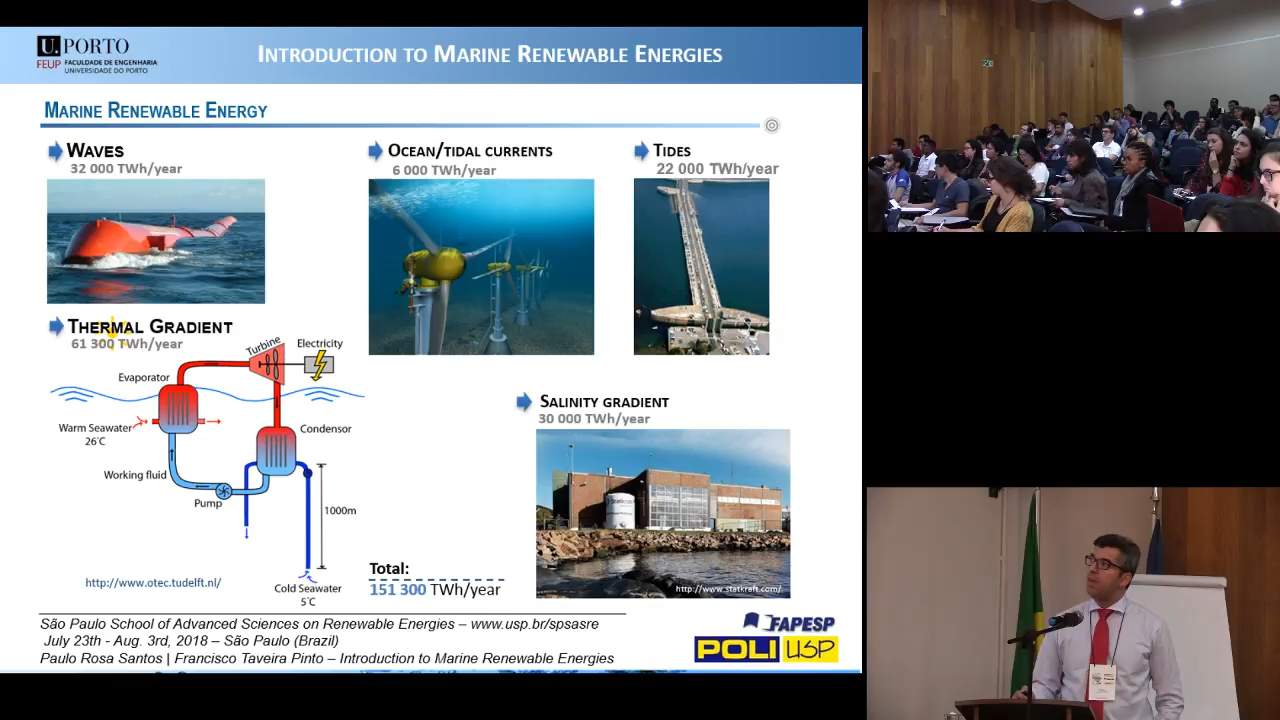 U.PORTO
FEUP FACULDADE DE ENGENHARIA
UNIVERSIDADE DO PORTO
INTRODUCTION TO MARINE RENEWABLE ENERGIES
MARINE RENEWABLE ENERGY
WAVES
32 000 TWh/year
OCEAN/TIDAL CURRENTS
6 000 TWh/year
TIDES
22 000 TWh/year
THERMAL GRADIENT
61 300 TWh/year
Turbine
Electricity
Evaporator
Warm Seawater
26°C
Condensor
Working fluid
Pump
1000m
Cold Seawater
5°C
http://www.otec.tudelft.nl/
SALINITY GRADIENT
30 000 TWh/year
Statkraft
http://www.statkraft.com/
Total:
151 300 TWh/year
São Paulo School of Advanced Sciences on Renewable Energies – www.usp.br/spsasre
July 23th - Aug. 3rd, 2018 – São Paulo (Brazil)
Paulo Rosa Santos | Francisco Taveira Pinto – Introduction to Marine Renewable Energies
FAPESP
POLI USP